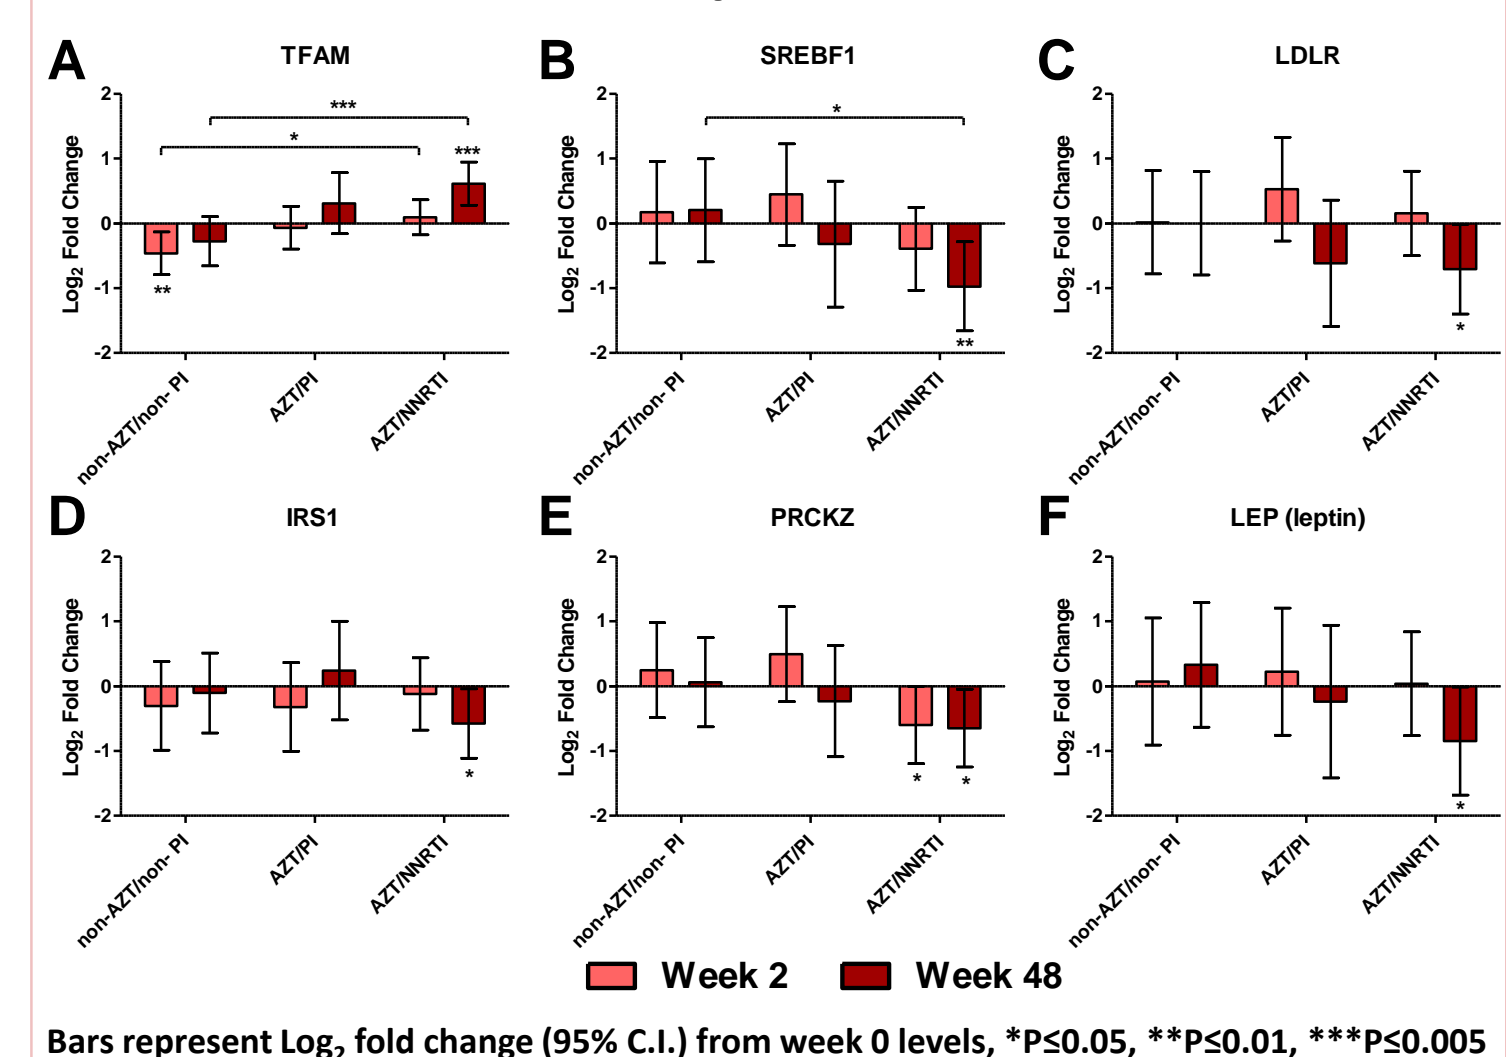 A
TFAM
Log2 Fold Change
2
1
0
-1
-2
***
*
***
**
non-AZT/non- PI
AZT/PI
AZT/NNRTI
B
SREBF1
Log2 Fold Change
2
1
0
-1
-2
*
**
non-AZT/non- PI
AZT/PI
AZT/NNRTI
C
LDLR
Log2 Fold Change
2
1
0
-1
-2
*
non-AZT/non- PI
AZT/PI
AZT/NNRTI
D
IRS1
Log2 Fold Change
2
1
0
-1
-2
*
non-AZT/non- PI
AZT/PI
AZT/NNRTI
E
PRCKZ
Log2 Fold Change
2
1
0
-1
-2
*
*
non-AZT/non- PI
AZT/PI
AZT/NNRTI
F
LEP (leptin)
Log2 Fold Change
2
1
0
-1
-2
*
non-AZT/non- PI
AZT/PI
AZT/NNRTI
Week 2
Week 48
Bars represent Log2 fold change (95% C.I.) from week 0 levels, *P≤0.05, **P≤0.01, ***P≤0.005